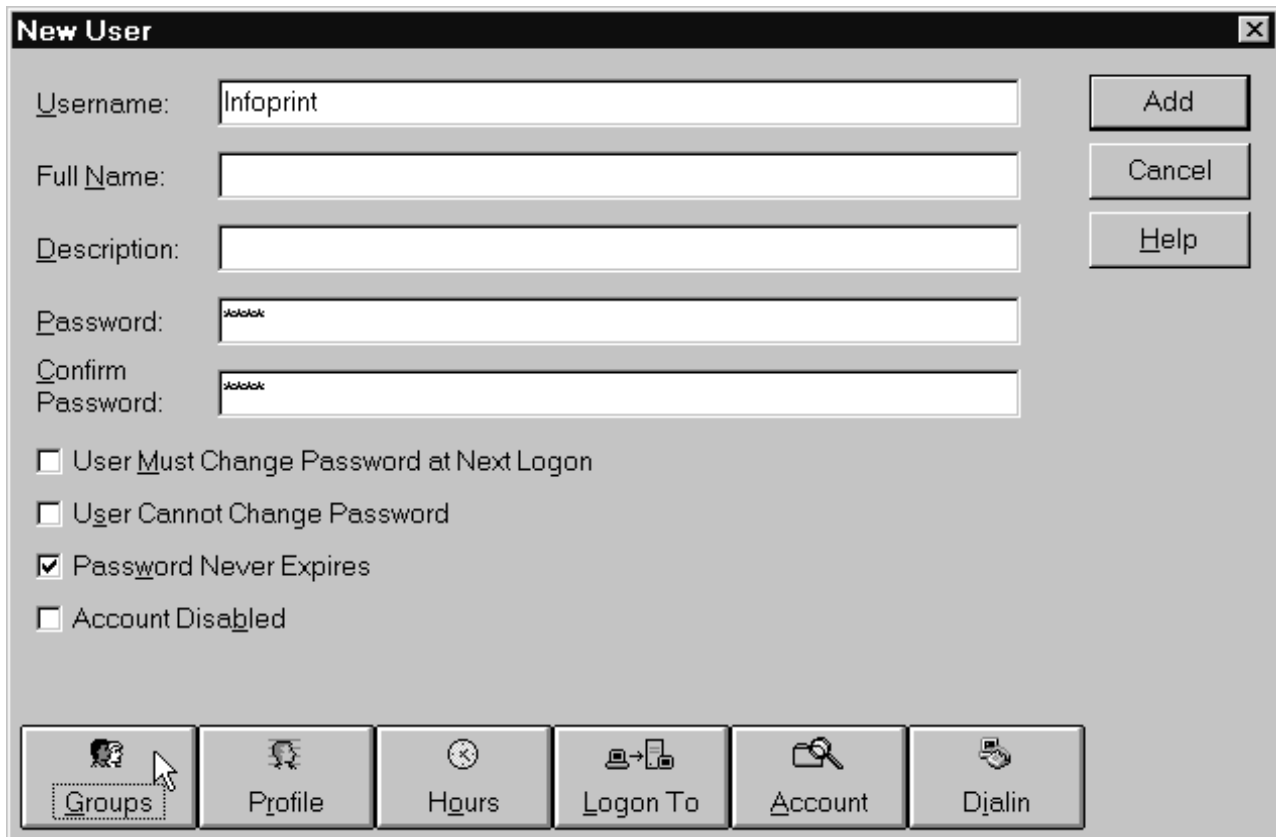 New User
Username: Infoprint Add
Full Name: Cancel
Description: Help
Password: ****
Confirm
Password: ****
User Must Change Password at Next Logon
User Cannot Change Password
Password Never Expires
Account Disabled
Groups Profile Hours Logon To Account Dialin